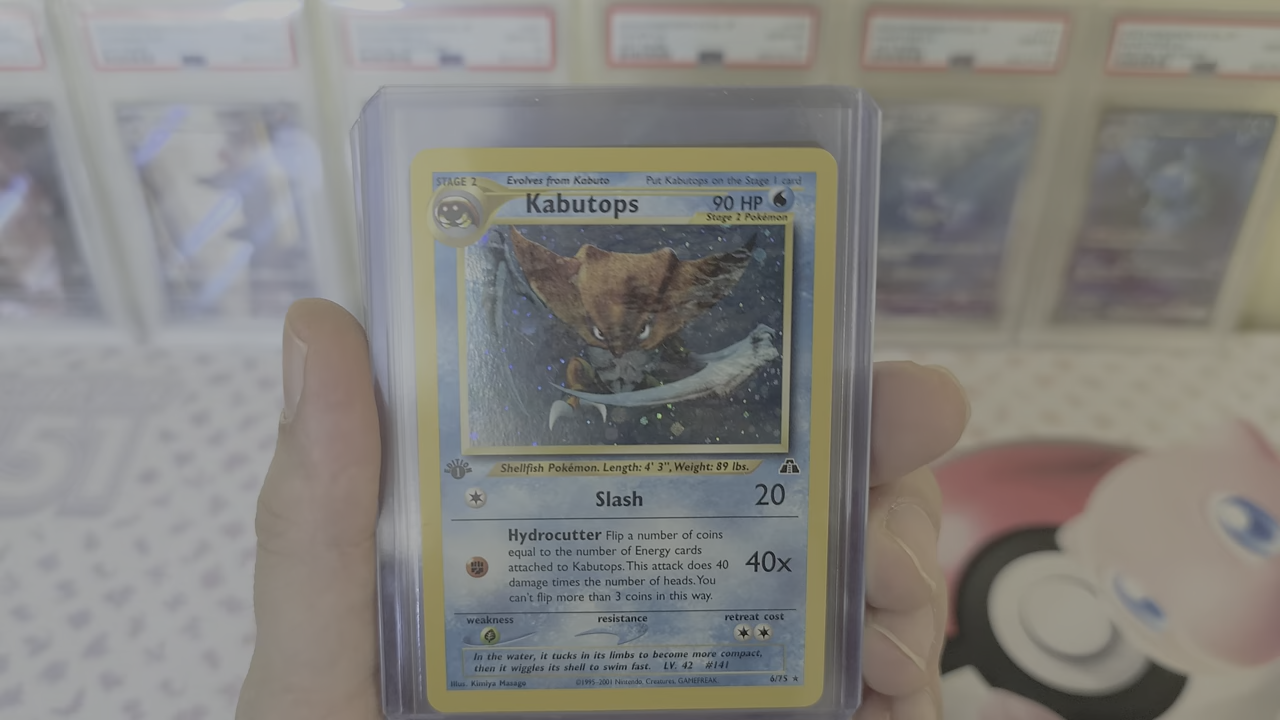 STAGE 2 Evolves from Kabuto Put Kabutops on the Stage 1 card
Kabutops 90 HP
Stage 2 Pokémon
EDITION 1
Shellfish Pokémon. Length: 4' 3", Weight: 89 lbs.
Slash 20
Hydrocutter Flip a number of coins
equal to the number of Energy cards
attached to Kabutops. This attack does 40
damage times the number of heads. You
can't flip more than 3 coins in this way.
40x
weakness resistance retreat cost
In the water, it tucks in its limbs to become more compact,
then it wiggles its shell to swim fast. LV. 42 #141
Illus. Kimiya Masago ©1995-2001 Nintendo, Creatures, GAMEFREAK. 6/75 ★